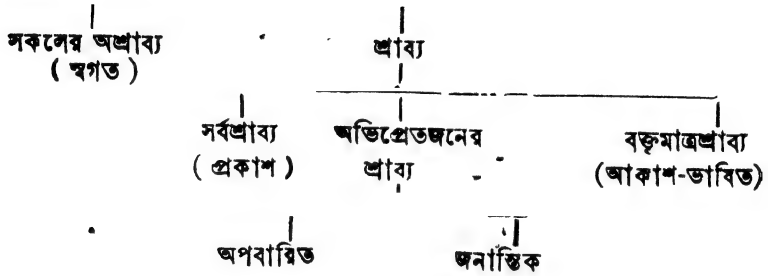 সকলের অশ্রাব্য
( স্বগত )
শ্রাব্য
সর্বশ্রাব্য
( প্রকাশ )
অভিপ্রেতজনের
শ্রাব্য
বক্তৃমাত্রশ্রাব্য
(আকাশ-ভাষিত)
অপবারিত
জনান্তিক